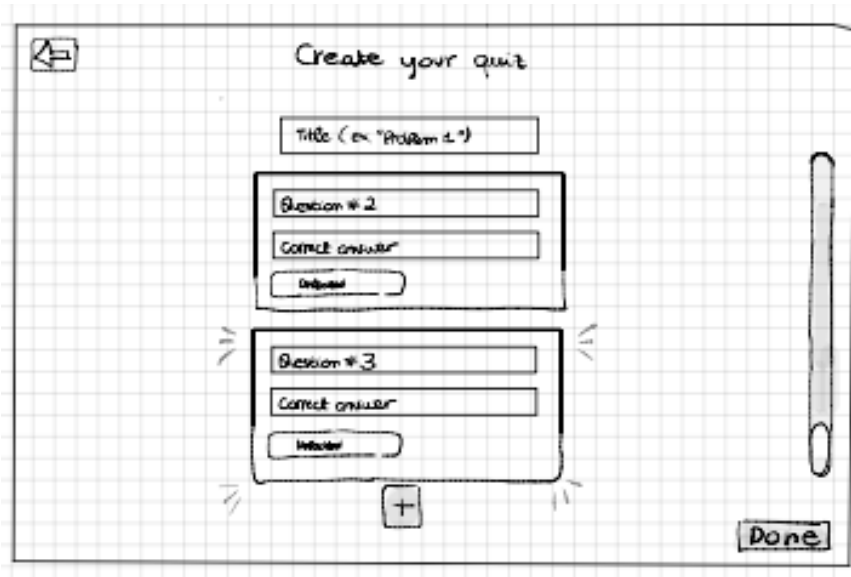 Create your quiz
Title (ex "Problem 1")
Question # 2
Correct answer
Question # 3
Correct answer
+
Done